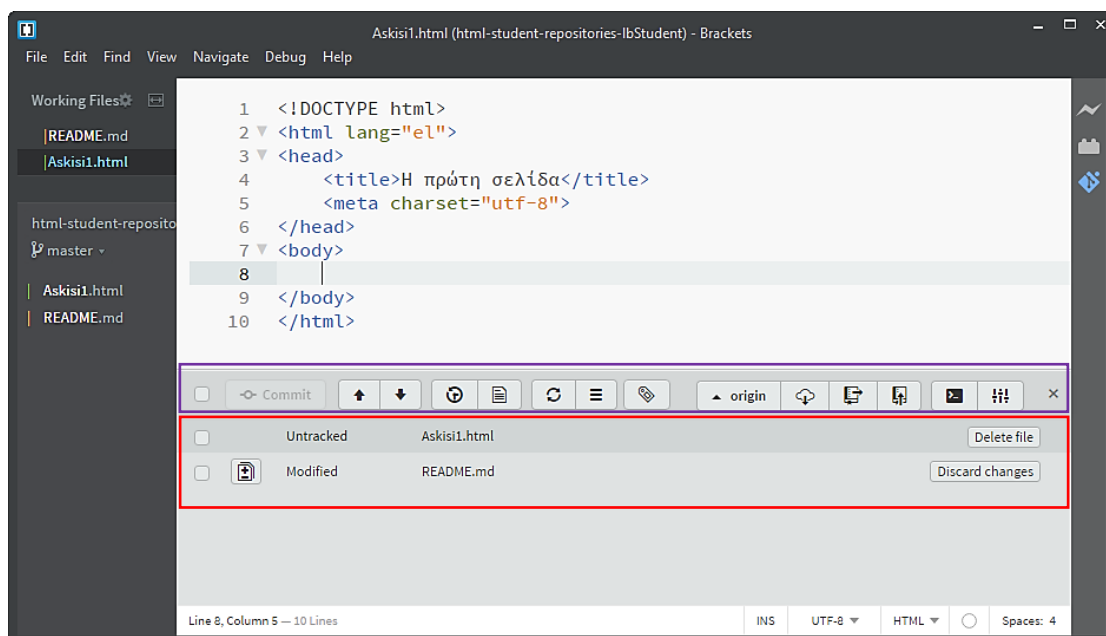 Askisi1.html (html-student-repositories-lbStudent) - Brackets
File Edit Find View Navigate Debug Help
Working Files
README.md
Askisi1.html
html-student-reposito
master
Askisi1.html
README.md
1 <!DOCTYPE html>
2 <html lang="el">
3 <head>
4 <title>Η πρώτη σελίδα</title>
5 <meta charset="utf-8">
6 </head>
7 <body>
8
9 </body>
10 </html>
Commit origin
Untracked Askisi1.html Delete file
Modified README.md Discard changes
Line 8, Column 5 — 10 Lines INS UTF-8 HTML Spaces: 4